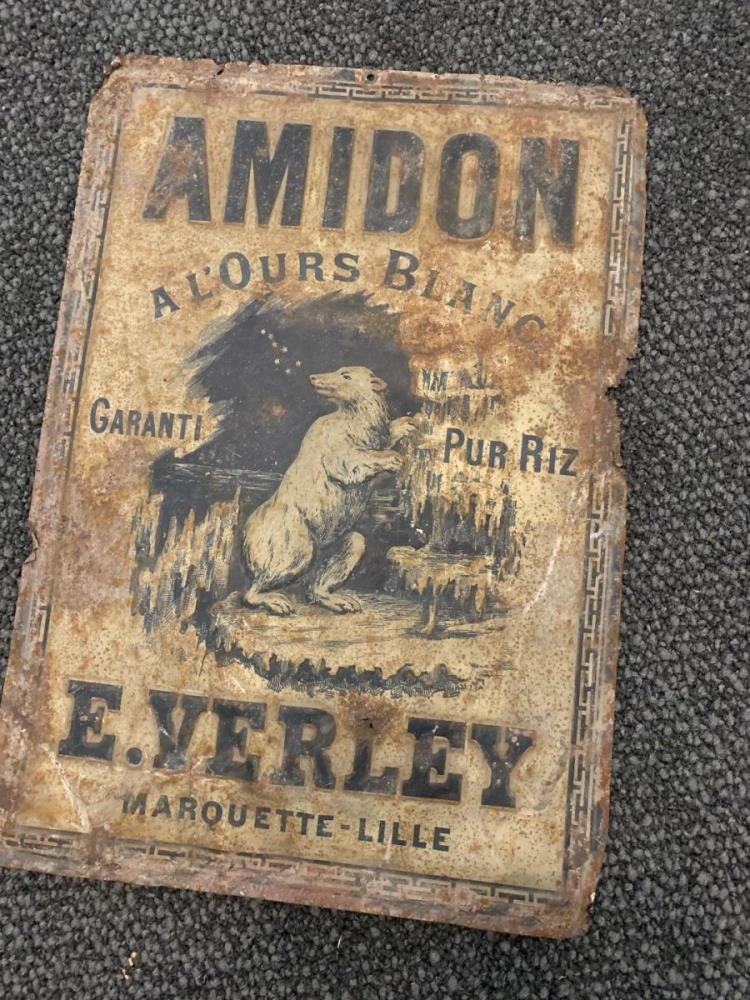 AMIDON
A L'OURS BLANC
GARANTI PUR RIZ
E. VERLEY
MARQUETTE-LILLE